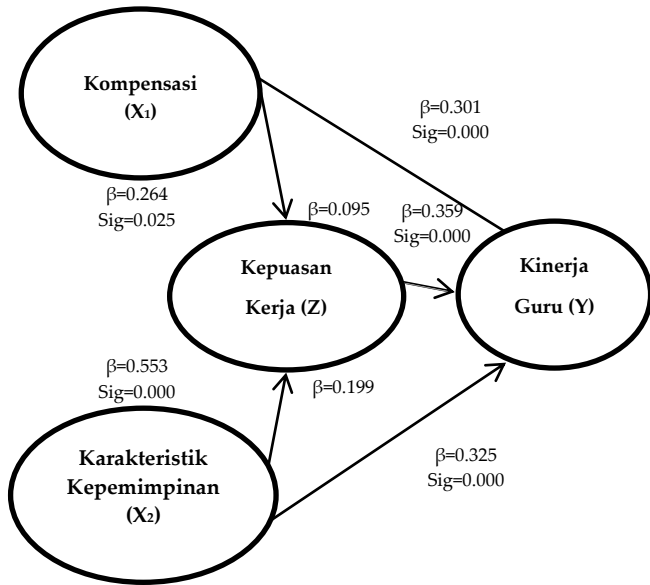 Kompensasi
(X₁)
β=0.301
Sig=0.000
β=0.264
Sig=0.025
β=0.095
β=0.359
Sig=0.000
Kepuasan
Kerja (Z)
Kinerja
Guru (Y)
β=0.553
Sig=0.000
β=0.199
Karakteristik
Kepemimpinan
(X₂)
β=0.325
Sig=0.000